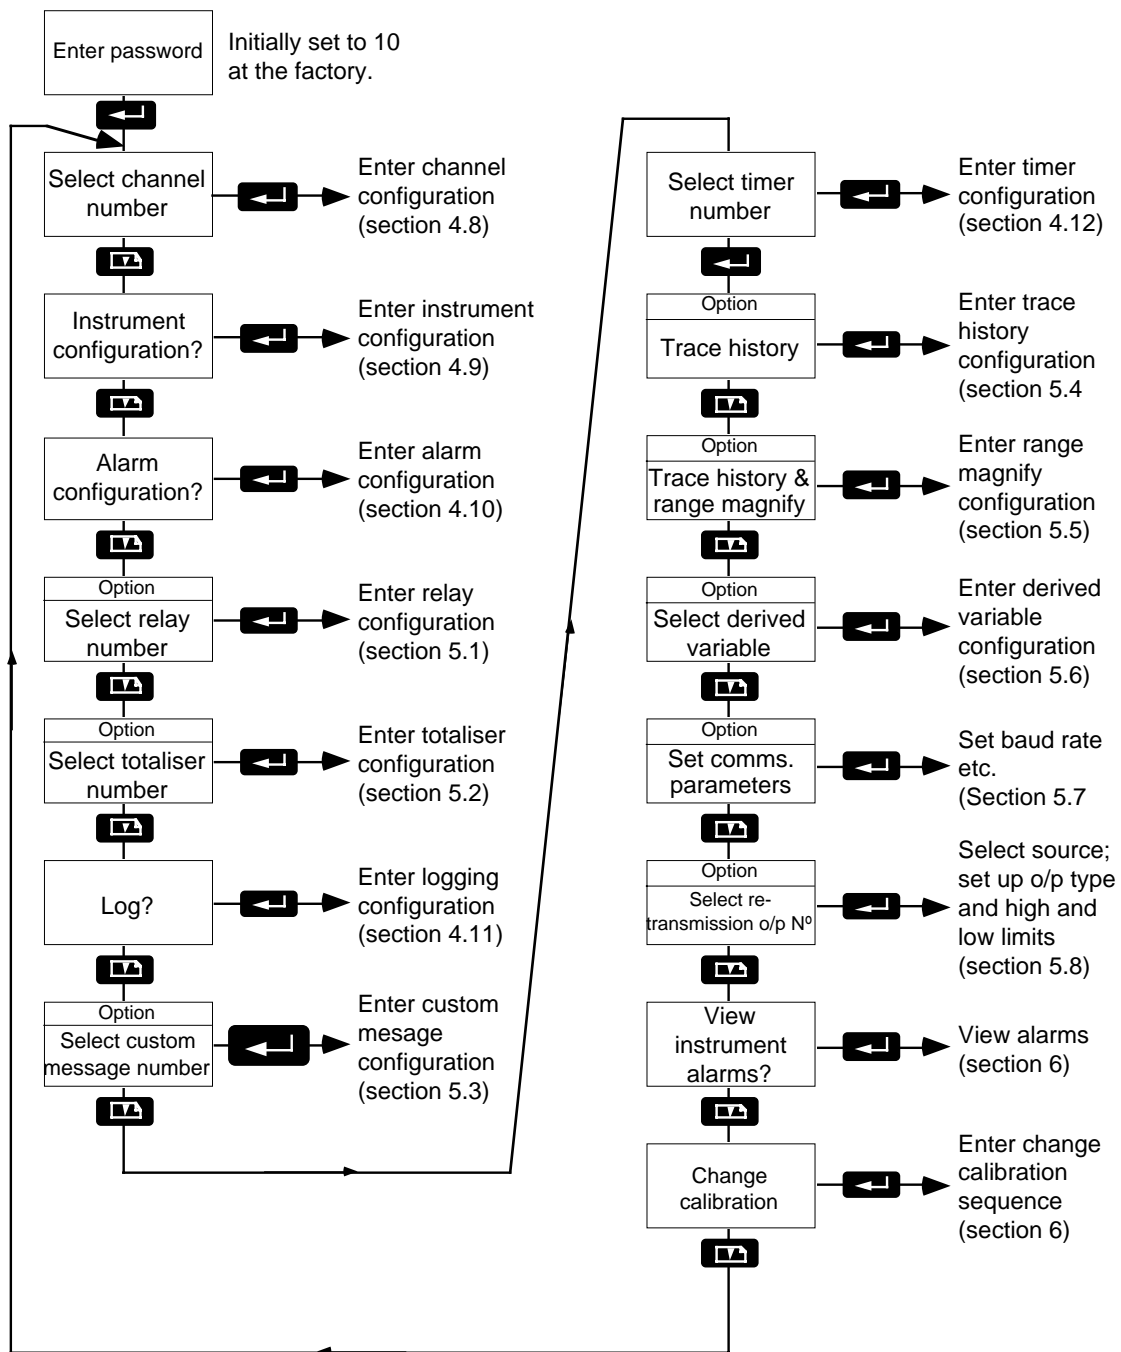 Enter password
Initially set to 10
at the factory.
Select channel
number
Enter channel
configuration
(section 4.8)
Instrument
configuration?
Enter instrument
configuration
(section 4.9)
Alarm
configuration?
Enter alarm
configuration
(section 4.10)
Option
Select relay
number
Enter relay
configuration
(section 5.1)
Option
Select totaliser
number
Enter totaliser
configuration
(section 5.2)
Log?
Enter logging
configuration
(section 4.11)
Option
Select custom
message number
Enter custom
mesage
configuration
(section 5.3)
Select timer
number
Enter timer
configuration
(section 4.12)
Option
Trace history
Enter trace
history
configuration
(section 5.4
Option
Trace history &
range magnify
Enter range
magnify
configuration
(section 5.5)
Option
Select derived
variable
Enter derived
variable
configuration
(section 5.6)
Option
Set comms.
parameters
Set baud rate
etc.
(Section 5.7
Option
Select re-
transmission o/p Nº
Select source;
set up o/p type
and high and
low limits
(section 5.8)
View
instrument
alarms?
View alarms
(section 6)
Change
calibration
Enter change
calibration
sequence
(section 6)